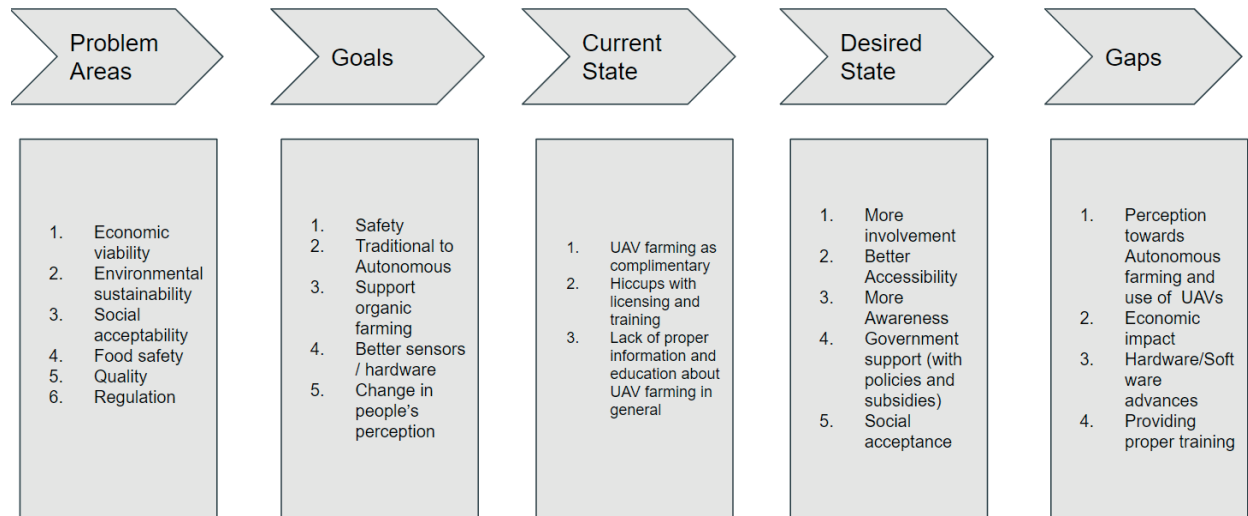 Problem
Areas
Goals
Current
State
Desired
State
Gaps
1. Economic
viability
2. Environmental
sustainability
3. Social
acceptability
4. Food safety
5. Quality
6. Regulation
1. Safety
2. Traditional to
Autonomous
3. Support
organic
farming
4. Better sensors
/ hardware
5. Change in
people's
perception
1. UAV farming as
complimentary
2. Hiccups with
licensing and
training
3. Lack of proper
information and
education about
UAV farming in
general
1. More
involvement
2. Better
Accessibility
3. More
Awareness
4. Government
support (with
policies and
subsidies)
5. Social
acceptance
1. Perception
towards
Autonomous
farming and
use of UAVs
2. Economic
impact
3. Hardware/Soft
ware
advances
4. Providing
proper training